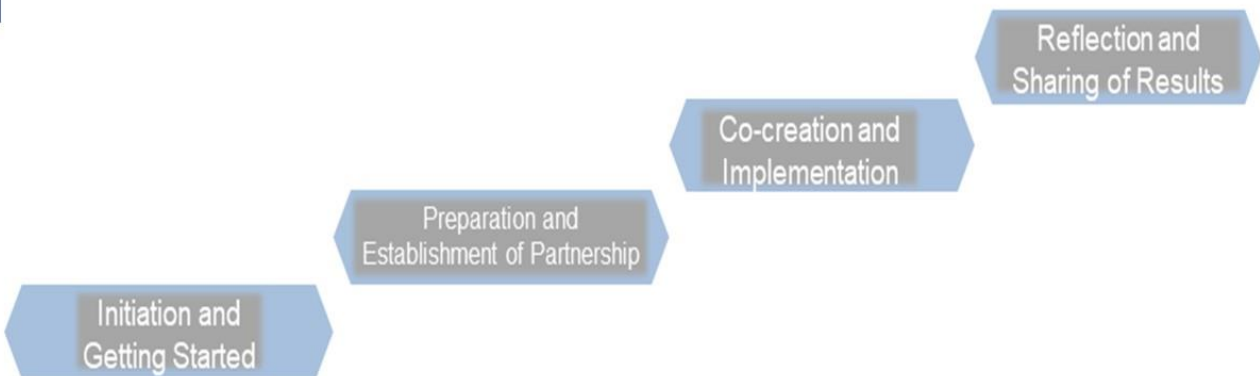 Reflection and
Sharing of Results
Co-creation and
Implementation
Preparation and
Establishment of Partnership
Initiation and
Getting Started